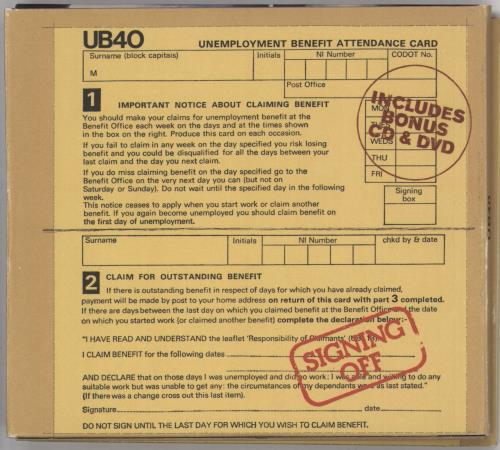 UB40 UNEMPLOYMENT BENEFIT ATTENDANCE CARD
Surname (block capitals) Initials NI Number CODOT No.
M
Post Office
1 IMPORTANT NOTICE ABOUT CLAIMING BENEFIT
You should make your claims for unemployment benefit at the
Benefit Office each week on the days and at the times shown
in the box on the right. Produce this card on each occasion.
If you fail to claim in any week on the day specified you risk losing
benefit and you could be disqualified for all the days between your
last claim and the day you next claim.
If you do miss claiming benefit on the day specified go to the
Benefit Office on the very next day you can (but not on
Saturday or Sunday). Do not wait until the specified day in the following
week.
This notice ceases to apply when you start work or claim another
benefit. If you again become unemployed you should claim benefit on
the first day of unemployment.
MON
TUES
WEDS
THU
FRI
INCLUDES
BONUS
CD & DVD
Signing
box
Surname Initials NI Number chkd by & date
2 CLAIM FOR OUTSTANDING BENEFIT
If there is outstanding benefit in respect of days for which you have already claimed,
payment will be made by post to your home address on return of this card with part 3 completed.
If there are days between the last day on which you claimed benefit at the Benefit Office and the date
on which you started work (or claimed another benefit) complete the declaration below:-
"I HAVE READ AND UNDERSTAND the leaflet 'Responsibility of Claimants'
I CLAIM BENEFIT for the following dates
AND DECLARE that on those days I was unemployed and did no work: I was able and willing to do any
suitable work but was unable to get any: the circumstances of my dependants were as last stated."
(If there was a change cross out this last item).
Signature date
DO NOT SIGN UNTIL THE LAST DAY FOR WHICH YOU WISH TO CLAIM BENEFIT.
SIGNING
OFF